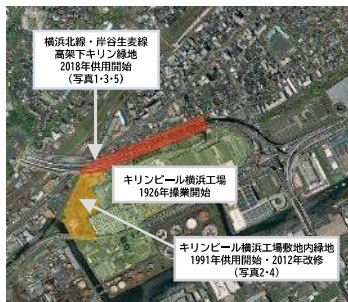 横浜北線・岸谷生麦線
高架下キリン緑地
2018年供用開始
（写真1・3・5）
キリンビール横浜工場
1926年操業開始
キリンビール横浜工場敷地内緑地
1991年供用開始・2012年改修
（写真2・4）